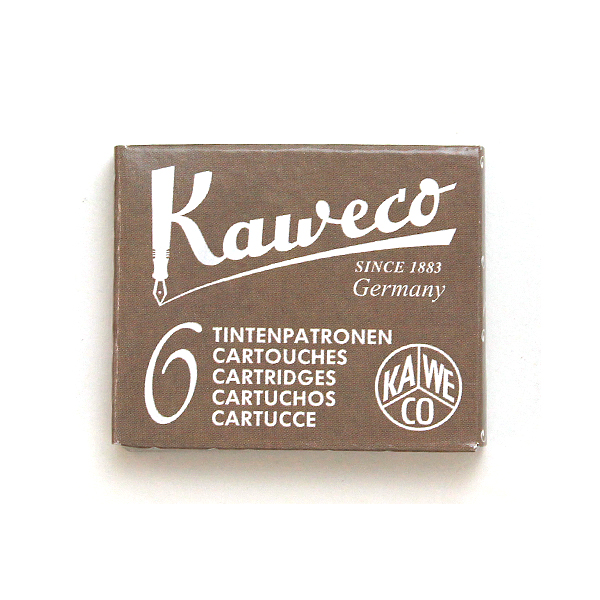 Kaweco
SINCE 1883
Germany
6
TINTENPATRONEN
CARTOUCHES
CARTRIDGES
CARTUCHOS
CARTUCCE
KA WE
CO